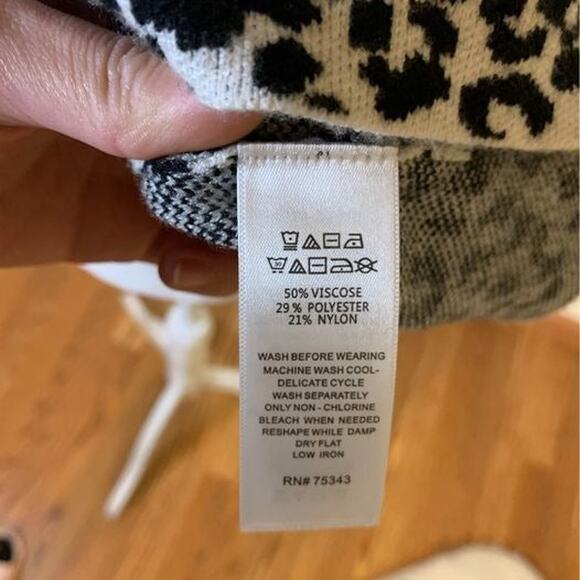 50% VISCOSE
29% POLYESTER
21% NYLON
WASH BEFORE WEARING
MACHINE WASH COOL-
DELICATE CYCLE
WASH SEPARATELY
ONLY NON - CHLORINE
BLEACH WHEN NEEDED
RESHAPE WHILE DAMP
DRY FLAT
LOW IRON
RN# 75343